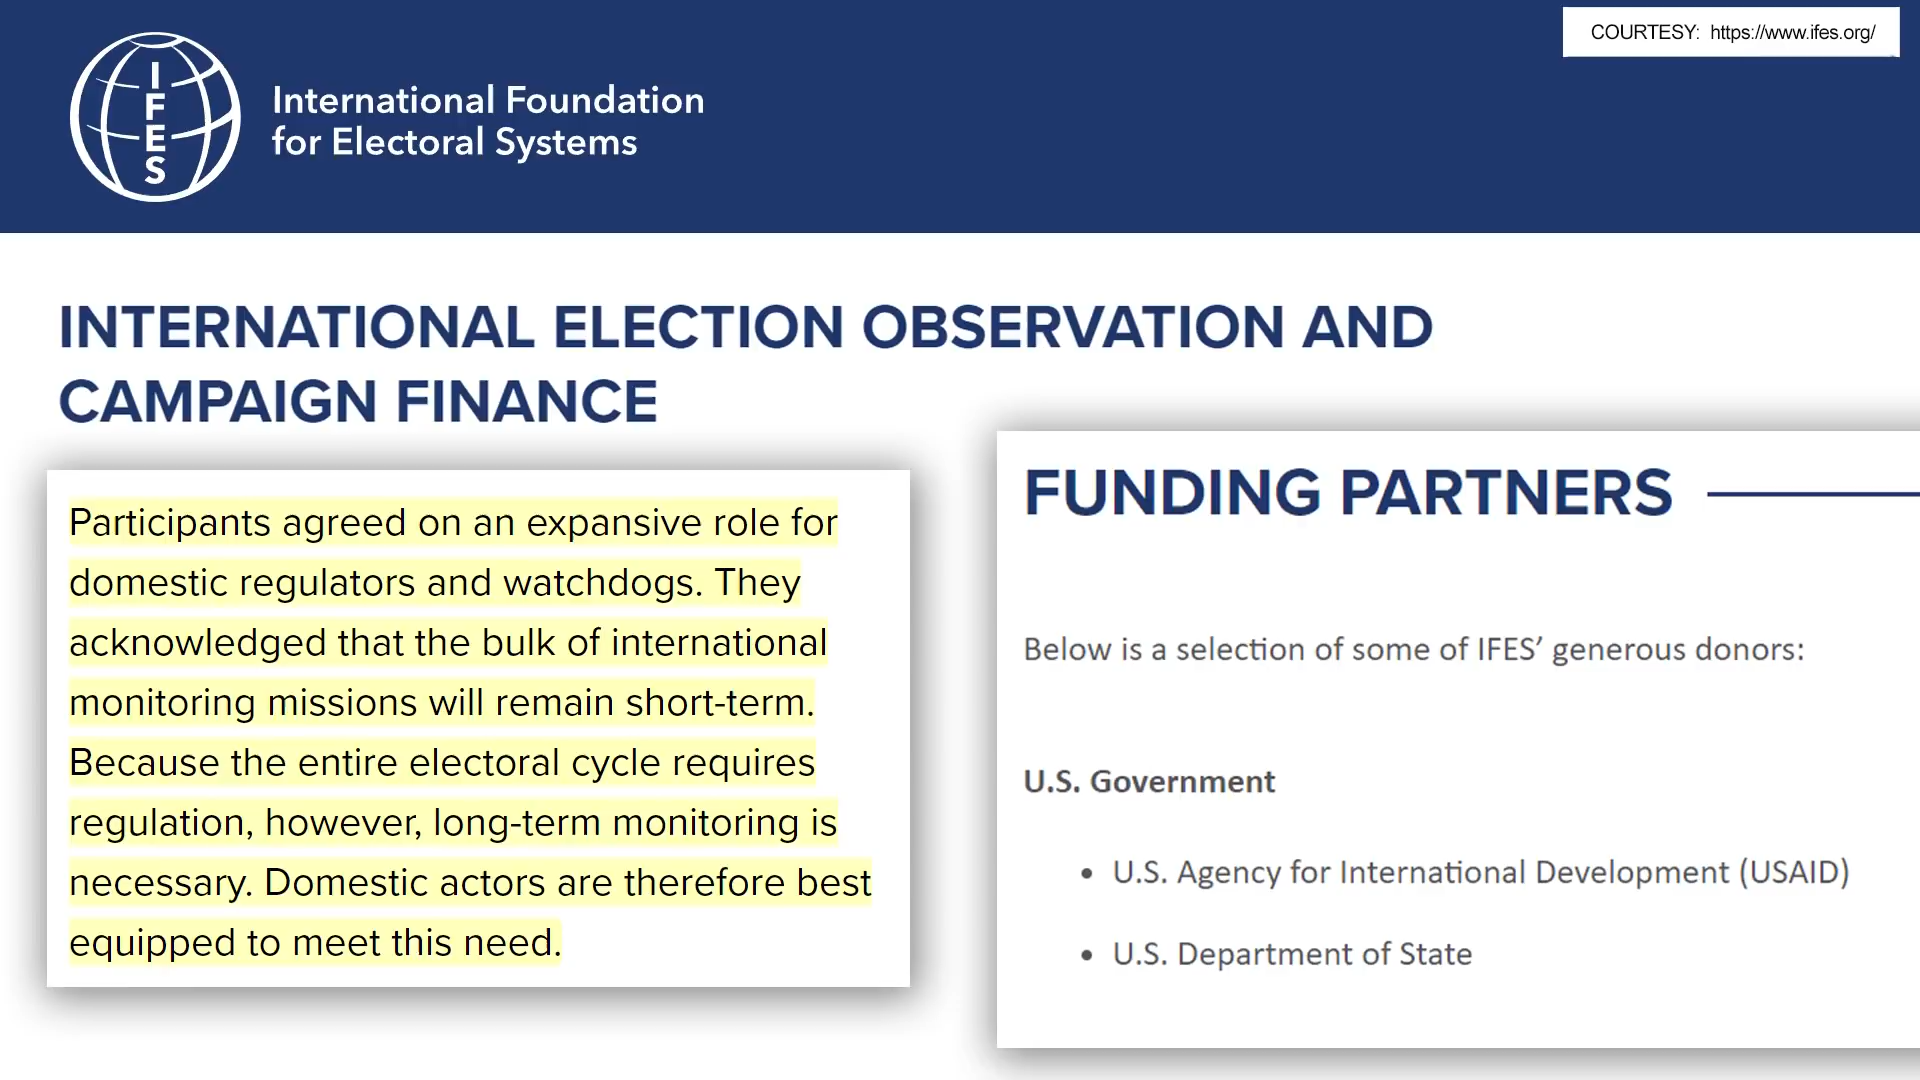 COURTESY: https://www.ifes.org/
I
F
E
S
International Foundation
for Electoral Systems
INTERNATIONAL ELECTION OBSERVATION AND
CAMPAIGN FINANCE
Participants agreed on an expansive role for
domestic regulators and watchdogs. They
acknowledged that the bulk of international
monitoring missions will remain short-term.
Because the entire electoral cycle requires
regulation, however, long-term monitoring is
necessary. Domestic actors are therefore best
equipped to meet this need.
FUNDING PARTNERS
Below is a selection of some of IFES’ generous donors:
U.S. Government
• U.S. Agency for International Development (USAID)
• U.S. Department of State